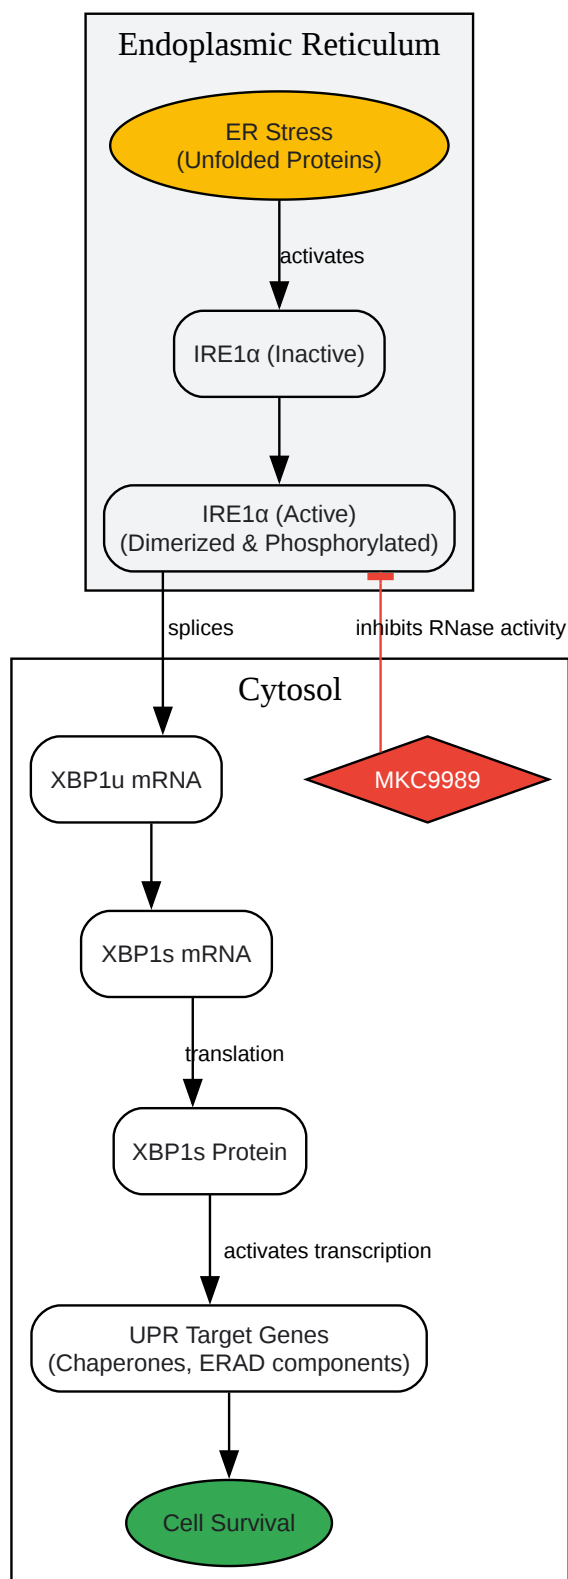 Endoplasmic Reticulum
ER Stress
(Unfolded Proteins)
activates
IRE1α (Inactive)
IRE1α (Active)
(Dimerized & Phosphorylated)
splices
inhibits RNase activity
Cytosol
XBP1u mRNA
MKC9989
XBP1s mRNA
translation
XBP1s Protein
activates transcription
UPR Target Genes
(Chaperones, ERAD components)
Cell Survival